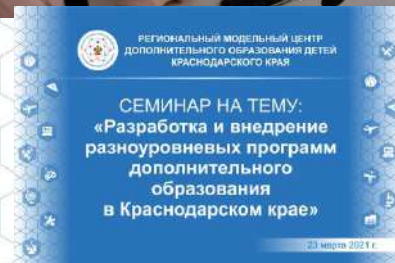 РЕГИОНАЛЬНЫЙ МОДЕЛЬНЫЙ ЦЕНТР
ДОПОЛНИТЕЛЬНОГО ОБРАЗОВАНИЯ ДЕТЕЙ
КРАСНОДАРСКОГО КРАЯ
СЕМИНАР НА ТЕМУ:
«Разработка и внедрение
разноуровневых программ
дополнительного
образования
в Краснодарском крае»
23 марта 2021 г.